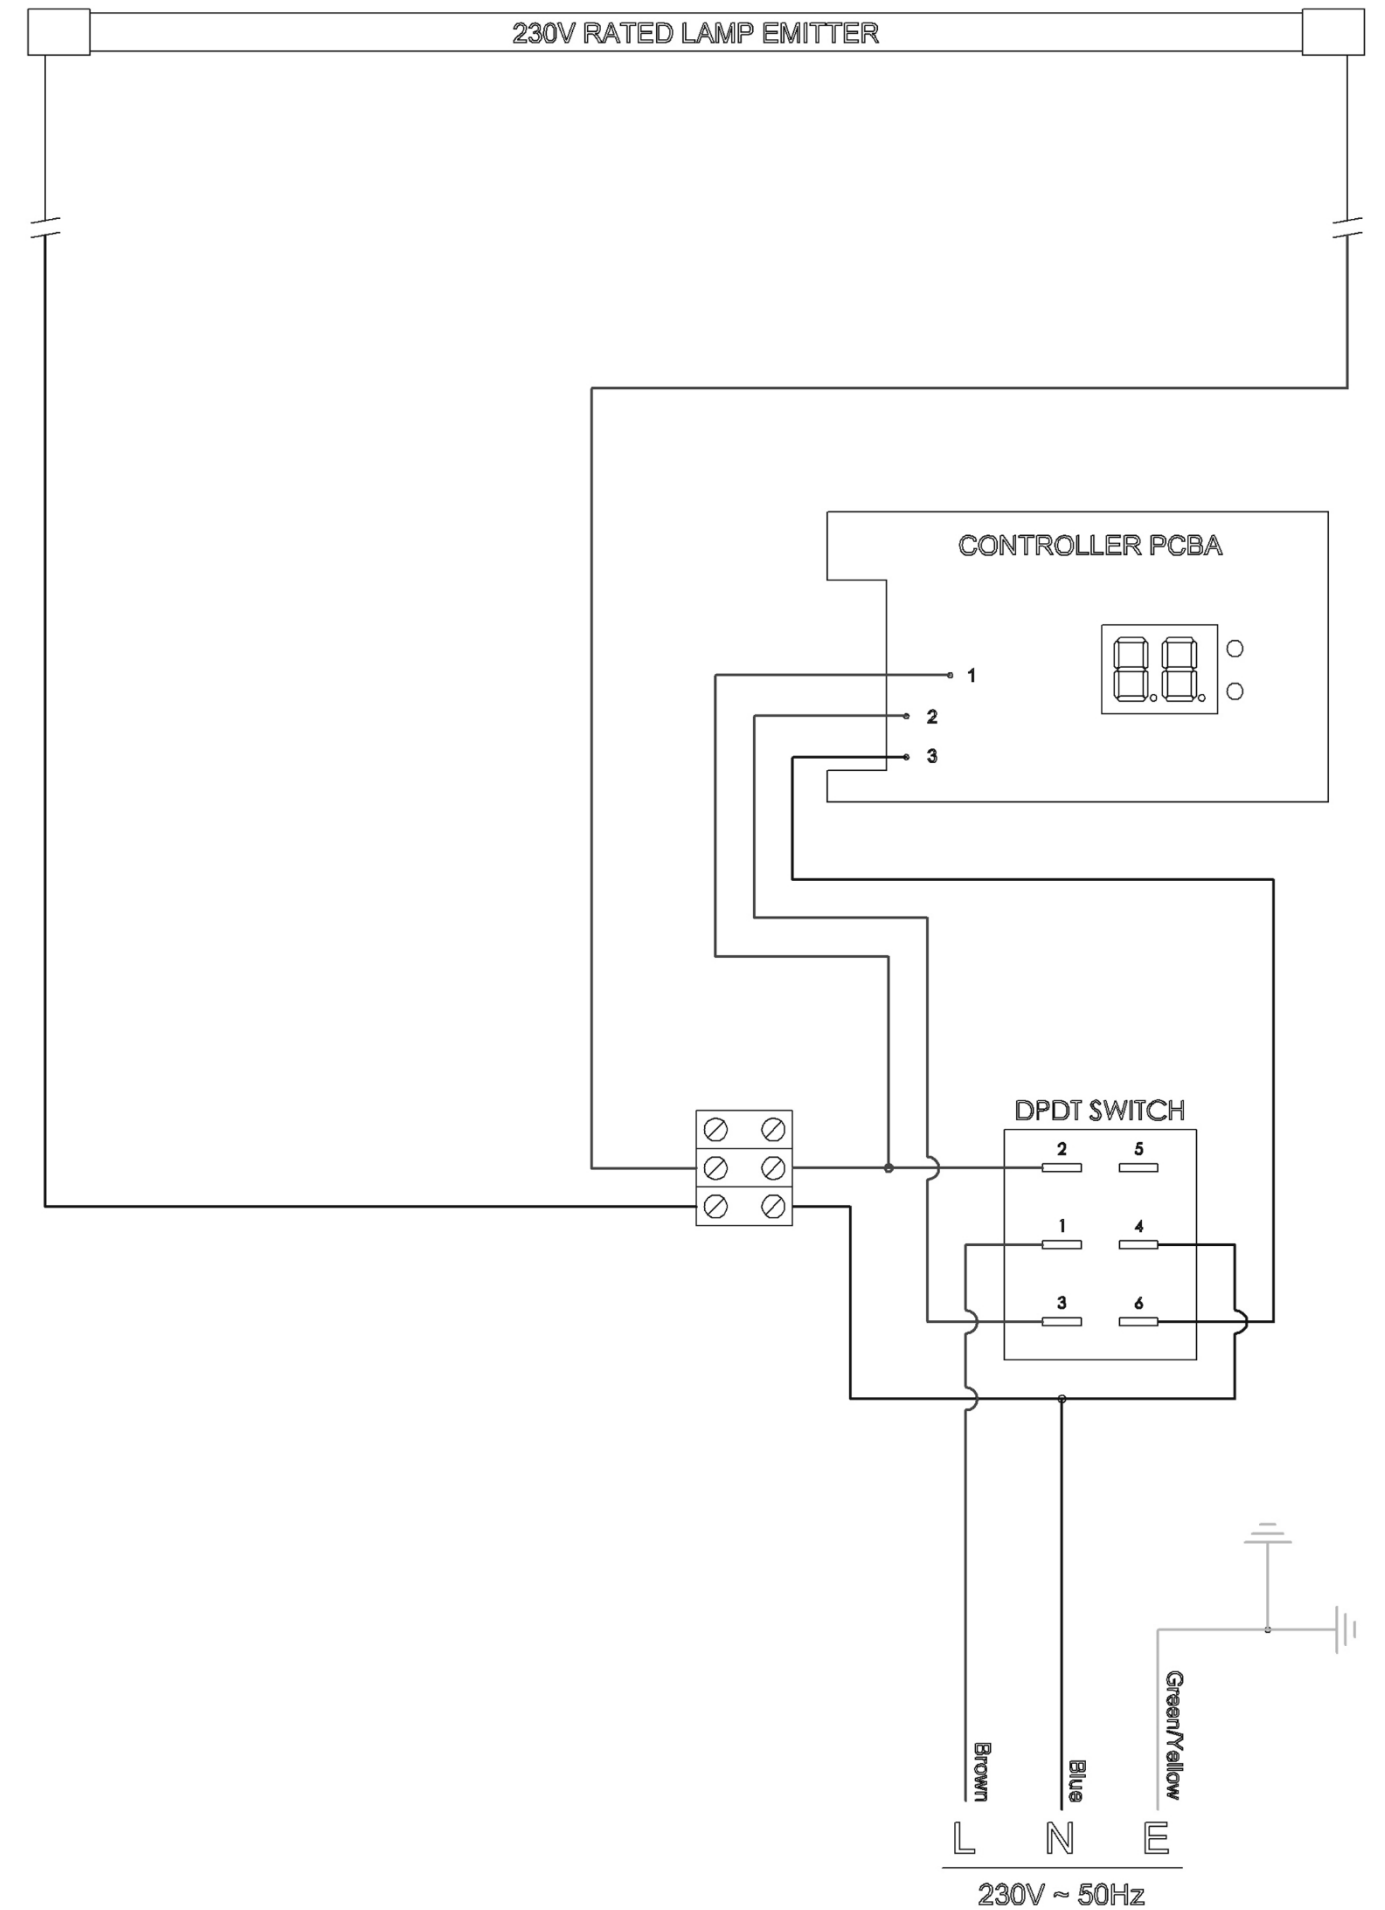 230V RATED LAMP EMITTER
CONTROLLER PCBA
1
2
3
DPDT SWITCH
2 5
1 4
3 6
Brown
Blue
Green/Yallow
L N E
230V ~ 50Hz